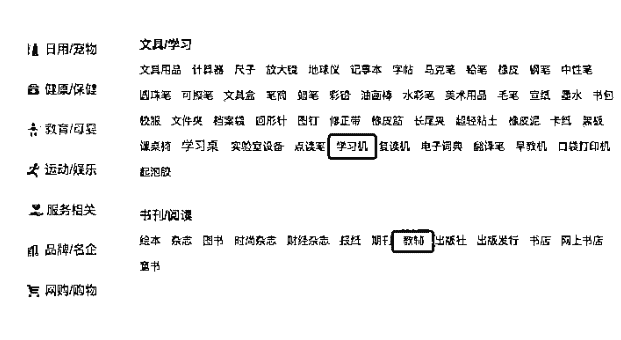 日用/宠物
健康/保健
教育/母婴
运动/娱乐
服务相关
品牌/名企
网购/购物
文具/学习
文具用品 计算器 尺子 放大镜 地球仪 记事本 字帖 马克笔 铅笔 橡皮 钢笔 中性笔
圆珠笔 可擦笔 文具盒 笔筒 蜡笔 彩铅 油画棒 水彩笔 美术用品 毛笔 宣纸 墨水 书包
校服 文件夹 档案袋 回形针 图钉 修正带 橡皮筋 长尾夹 超轻粘土 橡皮泥 卡纸 黑板
课桌椅 学习桌 实验室设备 点读笔 学习机 复读机 电子词典 翻译笔 早教机 口袋打印机
起泡胶
书刊/阅读
绘本 杂志 图书 时尚杂志 财经杂志 报纸 期刊 教辅 出版社 出版发行 书店 网上书店
童书